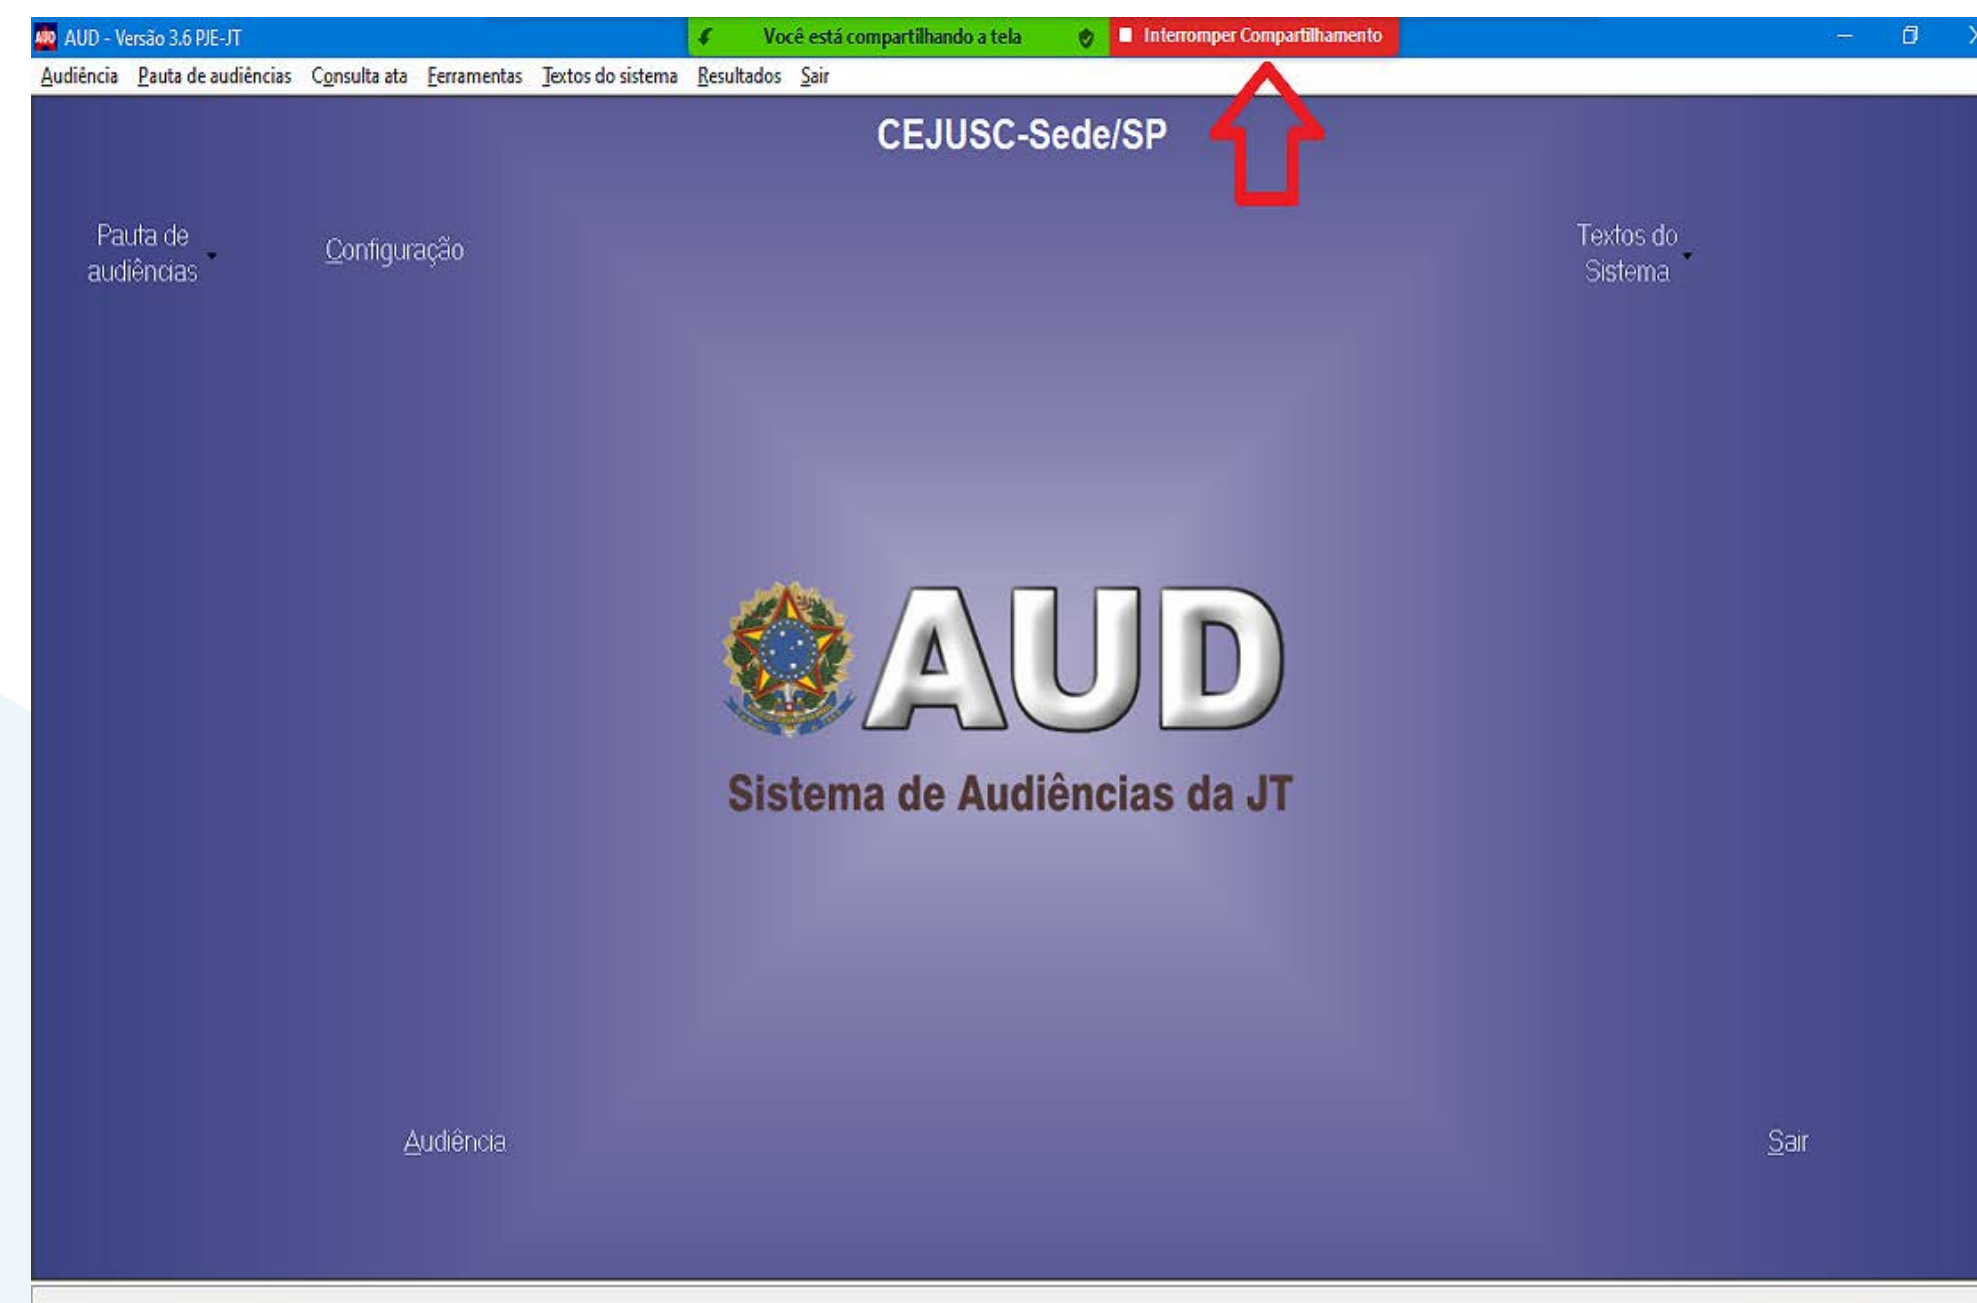 AUD - Versão 3.6 PJE-JT
Você está compartilhando a tela
Interromper Compartilhamento
Audiência Pauta de audiências Consulta ata Ferramentas Textos do sistema Resultados Sair
CEJUSC-Sede/SP
Pauta de
audiências
Configuração
Textos do
Sistema
AUD
Sistema de Audiências da JT
Audiência
Sair